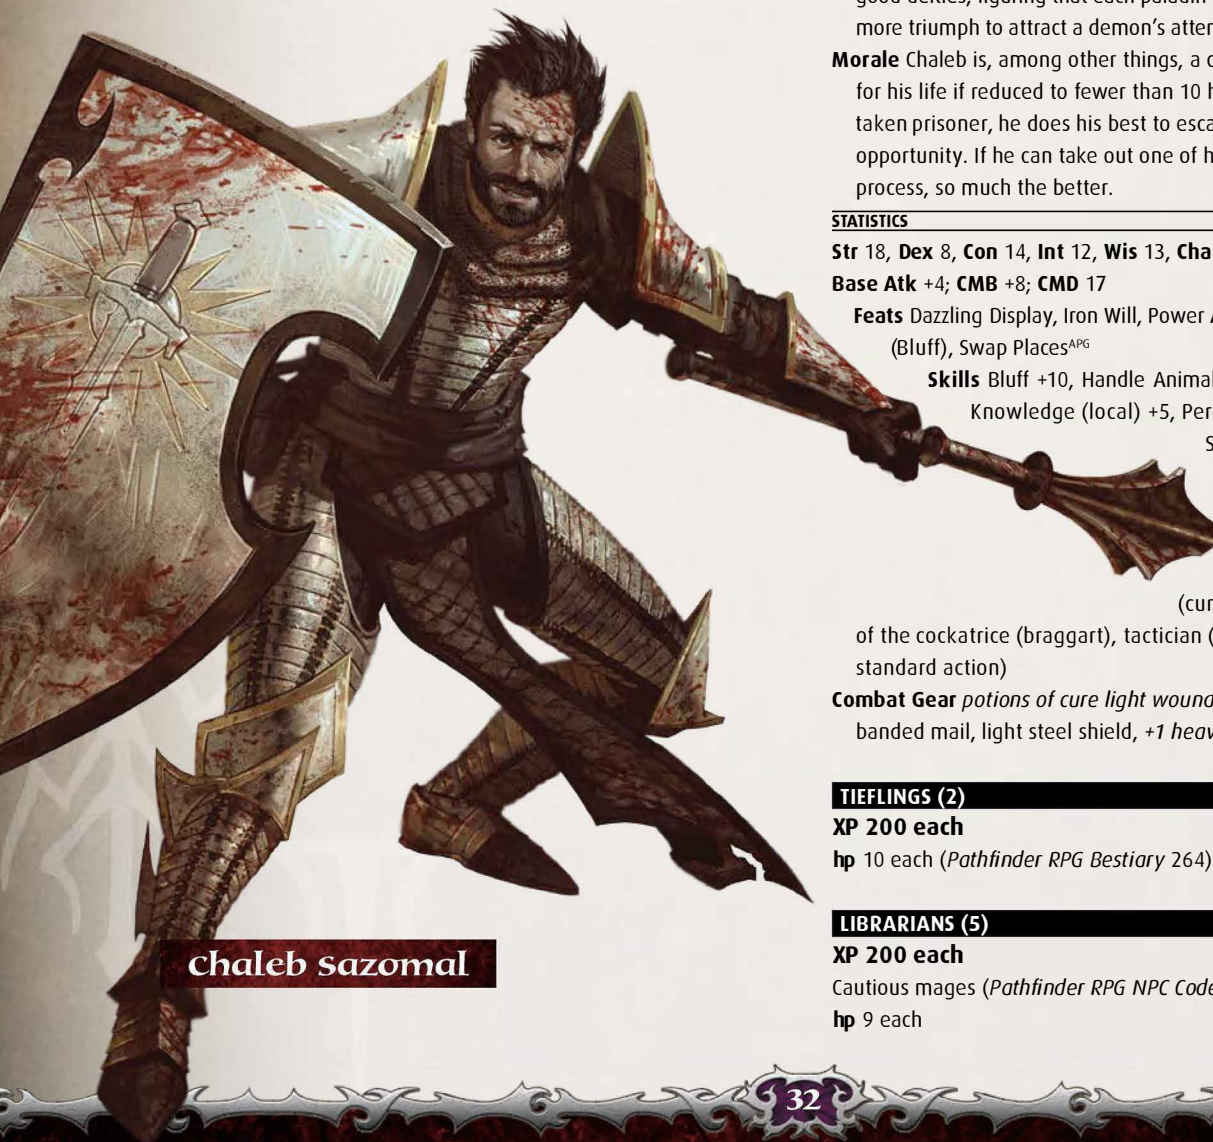 good deities, figuring that each paladin
more triumph to attract a demon's atten
Morale Chaleb is, among other things, a
for his life if reduced to fewer than 10
taken prisoner, he does his best to esca
opportunity. If he can take out one of
process, so much the better.
STATISTICS
Str 18, Dex 8, Con 14, Int 12, Wis 13, Cha
Base Atk +4; CMB +8; CMD 17
Feats Dazzling Display, Iron Will, Power
(Bluff), Swap PlacesAPG
Skills Bluff +10, Handle Animal
Knowledge (local) +5, Per
S
(cur
of the cockatrice (braggart), tactician (
standard action)
Combat Gear potions of cure light wound
banded mail, light steel shield, +1 heav
TIEFLINGS (2)
XP 200 each
hp 10 each (Pathfinder RPG Bestiary 264)
LIBRARIANS (5)
XP 200 each
Cautious mages (Pathfinder RPG NPC Code
hp 9 each
chaleb sazomal
32